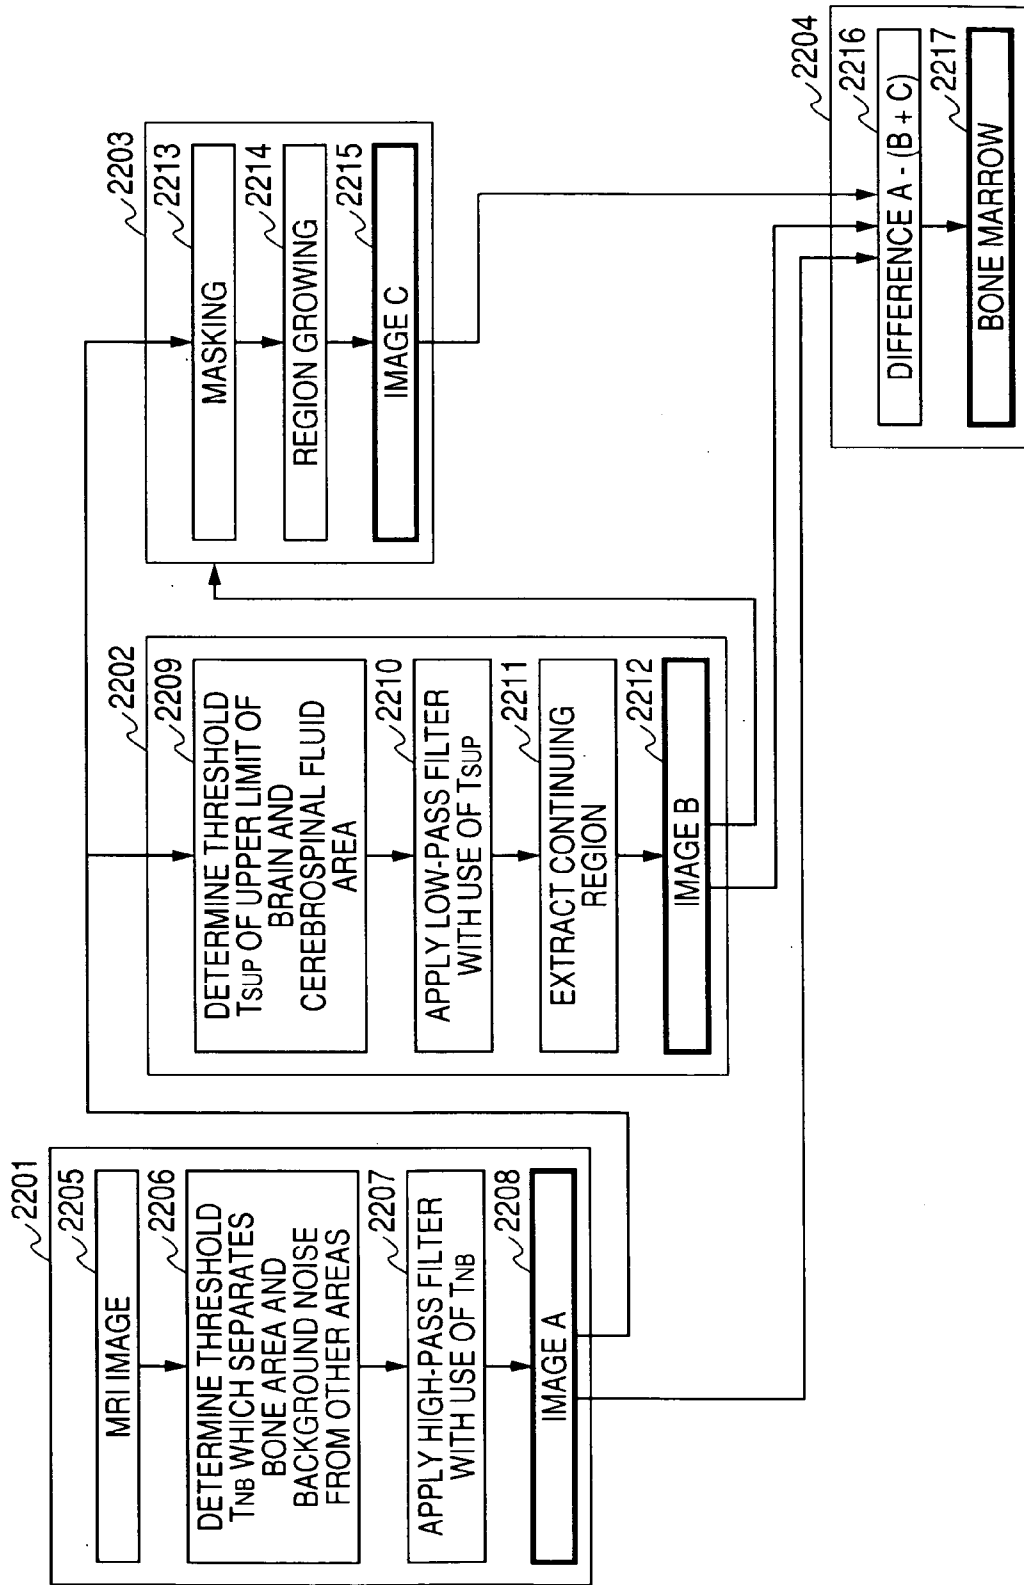 2201
2205
MRI IMAGE
2206
DETERMINE THRESHOLD
TNB WHICH SEPARATES
BONE AREA AND
BACKGROUND NOISE
FROM OTHER AREAS
2207
APPLY HIGH-PASS FILTER
WITH USE OF TNB
2208
IMAGE A
2202
2209
DETERMINE THRESHOLD
TSUP OF UPPER LIMIT OF
BRAIN AND
CEREBROSPINAL FLUID
AREA
2210
APPLY LOW-PASS FILTER
WITH USE OF TSUP
2211
EXTRACT CONTINUING
REGION
2212
IMAGE B
2203
2213
MASKING
2214
REGION GROWING
2215
IMAGE C
2204
2216
DIFFERENCE A - (B + C)
2217
BONE MARROW